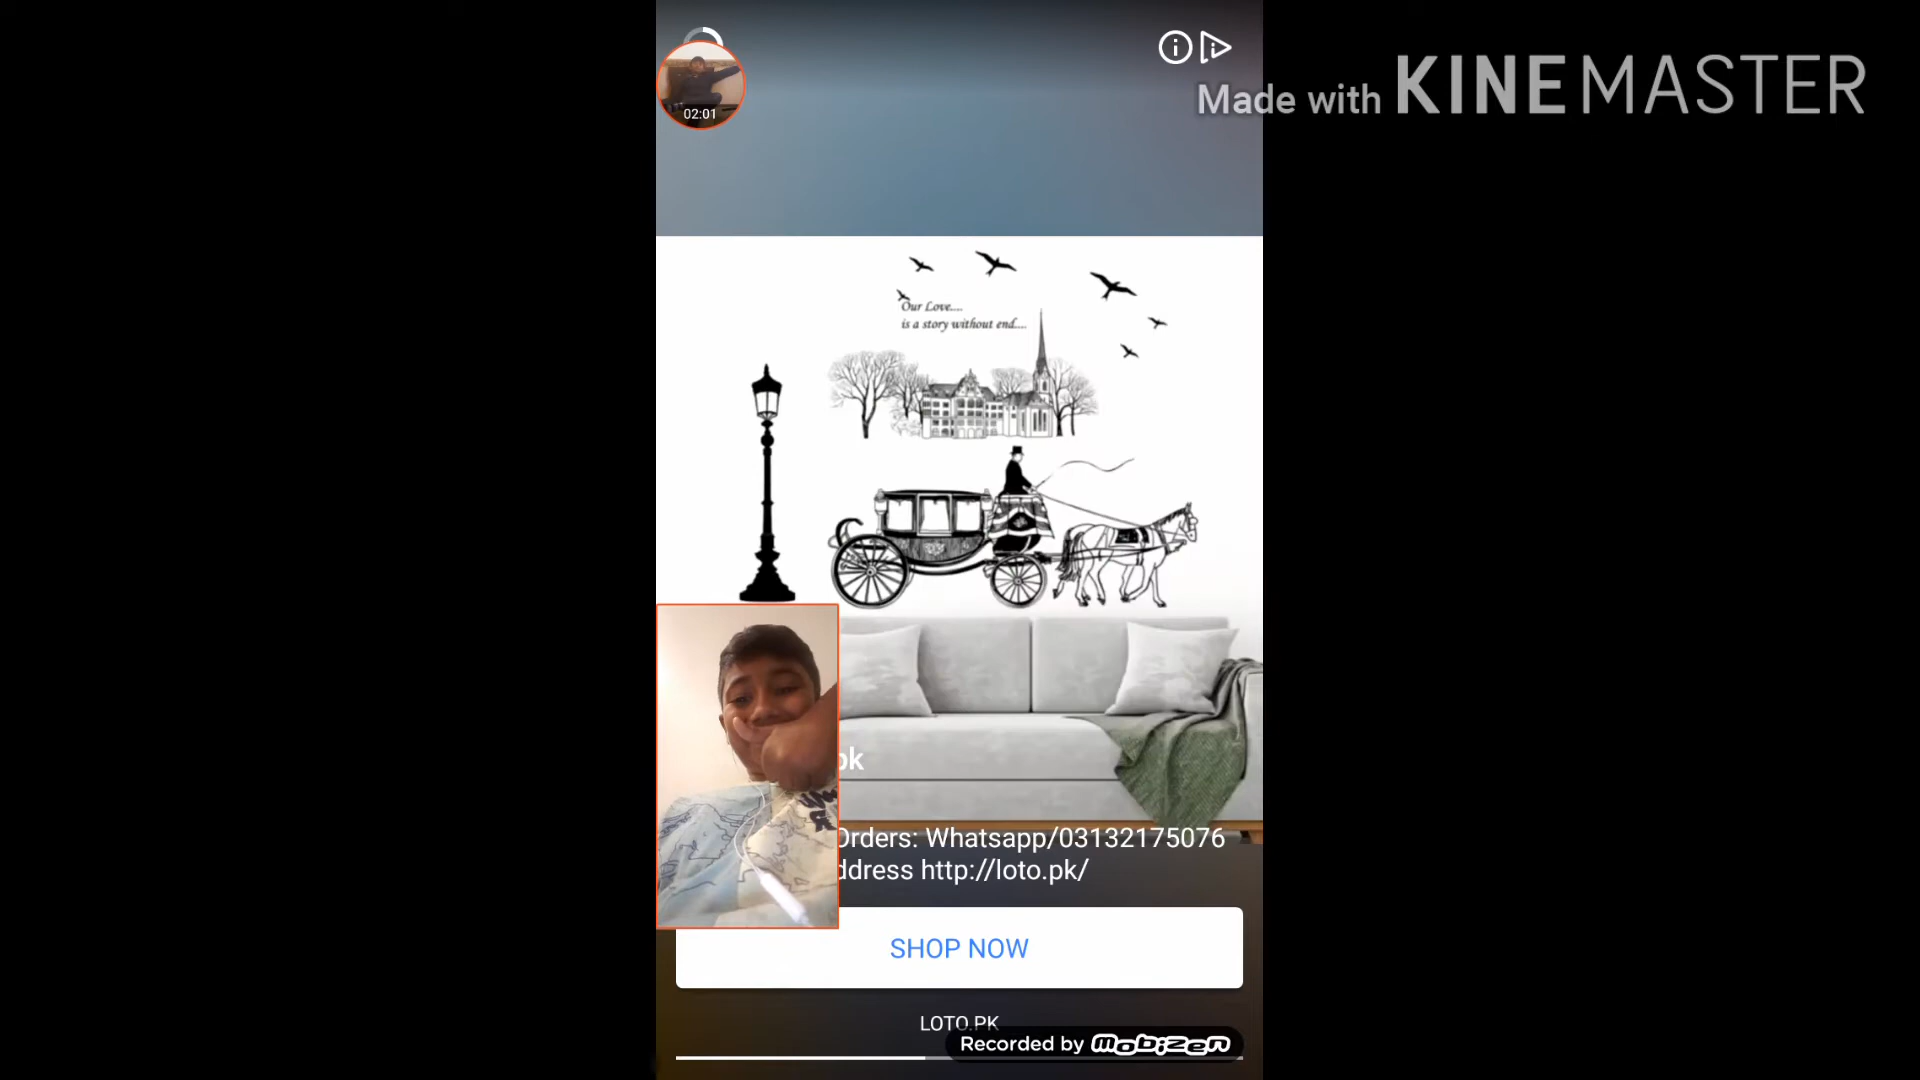 Made with KINEMASTER
02:01
Our Love....
is a story without end....
pk
Orders: Whatsapp/03132175076
ddress http://loto.pk/
SHOP NOW
LOTO.PK
Recorded by mobizen